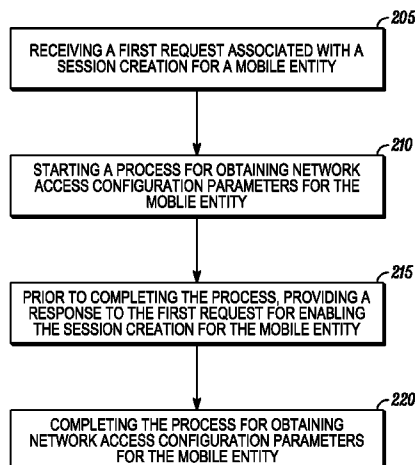 205
RECEIVING A FIRST REQUEST ASSOCIATED WITH A
SESSION CREATION FOR A MOBILE ENTITY
210
STARTING A PROCESS FOR OBTAINING NETWORK
ACCESS CONFIGURATION PARAMETERS FOR THE
MOBLIE ENTITY
215
PRIOR TO COMPLETING THE PROCESS, PROVIDING A
RESPONSE TO THE FIRST REQUEST FOR ENABLING
THE SESSION CREATION FOR THE MOBILE ENTITY
220
COMPLETING THE PROCESS FOR OBTAINING
NETWORK ACCESS CONFIGURATION PARAMETERS
FOR THE MOBILE ENTITY